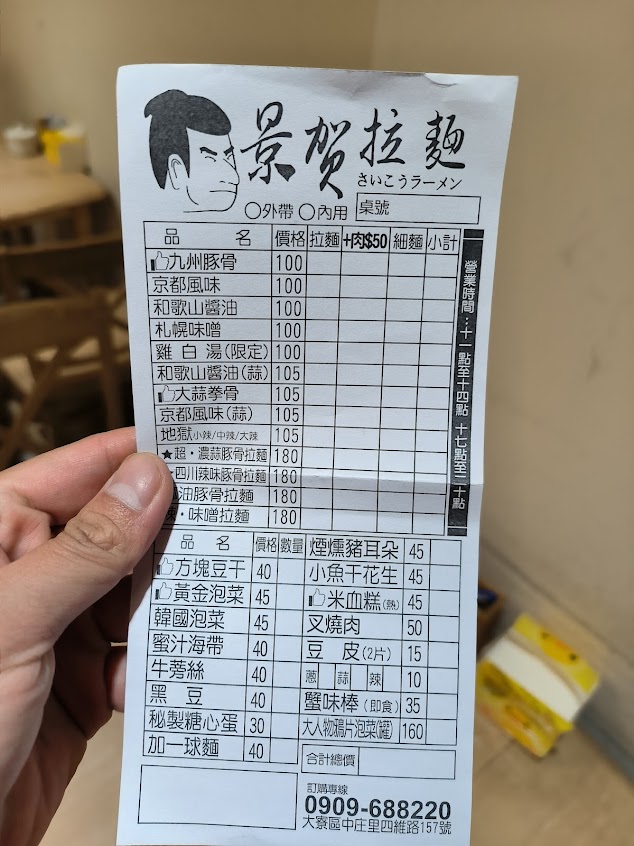 景賀拉麵
さいこうラーメン
○外帶 ○內用 桌號
品名 價格 拉麵 +肉$50 細麵 小計
九州豚骨 100
京都風味 100
和歌山醬油 100
札幌味噌 100
雞白湯(限定) 100
和歌山醬油(蒜) 105
大蒜拳骨 105
京都風味(蒜) 105
地獄小辣/中辣/大辣 105
★超・濃蒜豚骨拉麵 180
四川辣味豚骨拉麵 180
油豚骨拉麵 180
・味噌拉麵 180
營業時間:十一點至十四點 十七點至二十點
品名 價格 數量
方塊豆干 40
黃金泡菜 45
韓國泡菜 45
蜜汁海帶 40
牛蒡絲 40
黑豆 40
秘製糖心蛋 30
加一球麵 40
煙燻豬耳朵 45
小魚干花生 45
米血糕(熱) 45
叉燒肉 50
豆皮(2片) 15
蔥 蒜 辣 10
蟹味棒(即食) 35
大人物鴉片泡菜(罐) 160
合計總價
訂購專線
0909-688220
大寮區中庄里四維路157號